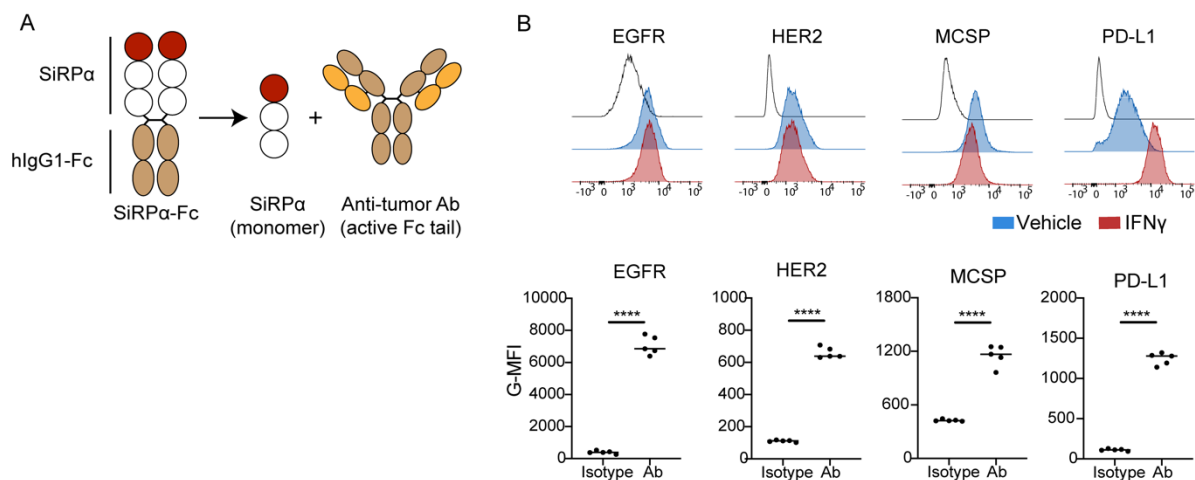 A
SiRPα
hIgG1-Fc
SiRPα-Fc
+
SiRPα
(monomer)
Anti-tumor Ab
(active Fc tail)
B
EGFR
HER2
MCSP
PD-L1
-10³ 0 10³ 10⁴ 10⁵
-10³ 0 10³ 10⁴ 10⁵
-10³ 0 10³ 10⁴ 10⁵
-10³ 0 10³ 10⁴ 10⁵
Vehicle
IFNγ
G-MFI
EGFR
10000
8000
6000
4000
2000
0
****
Isotype Ab
HER2
1000
800
600
400
200
0
****
Isotype Ab
MCSP
1800
1200
600
0
****
Isotype Ab
PD-L1
2000
1500
1000
500
0
****
Isotype Ab